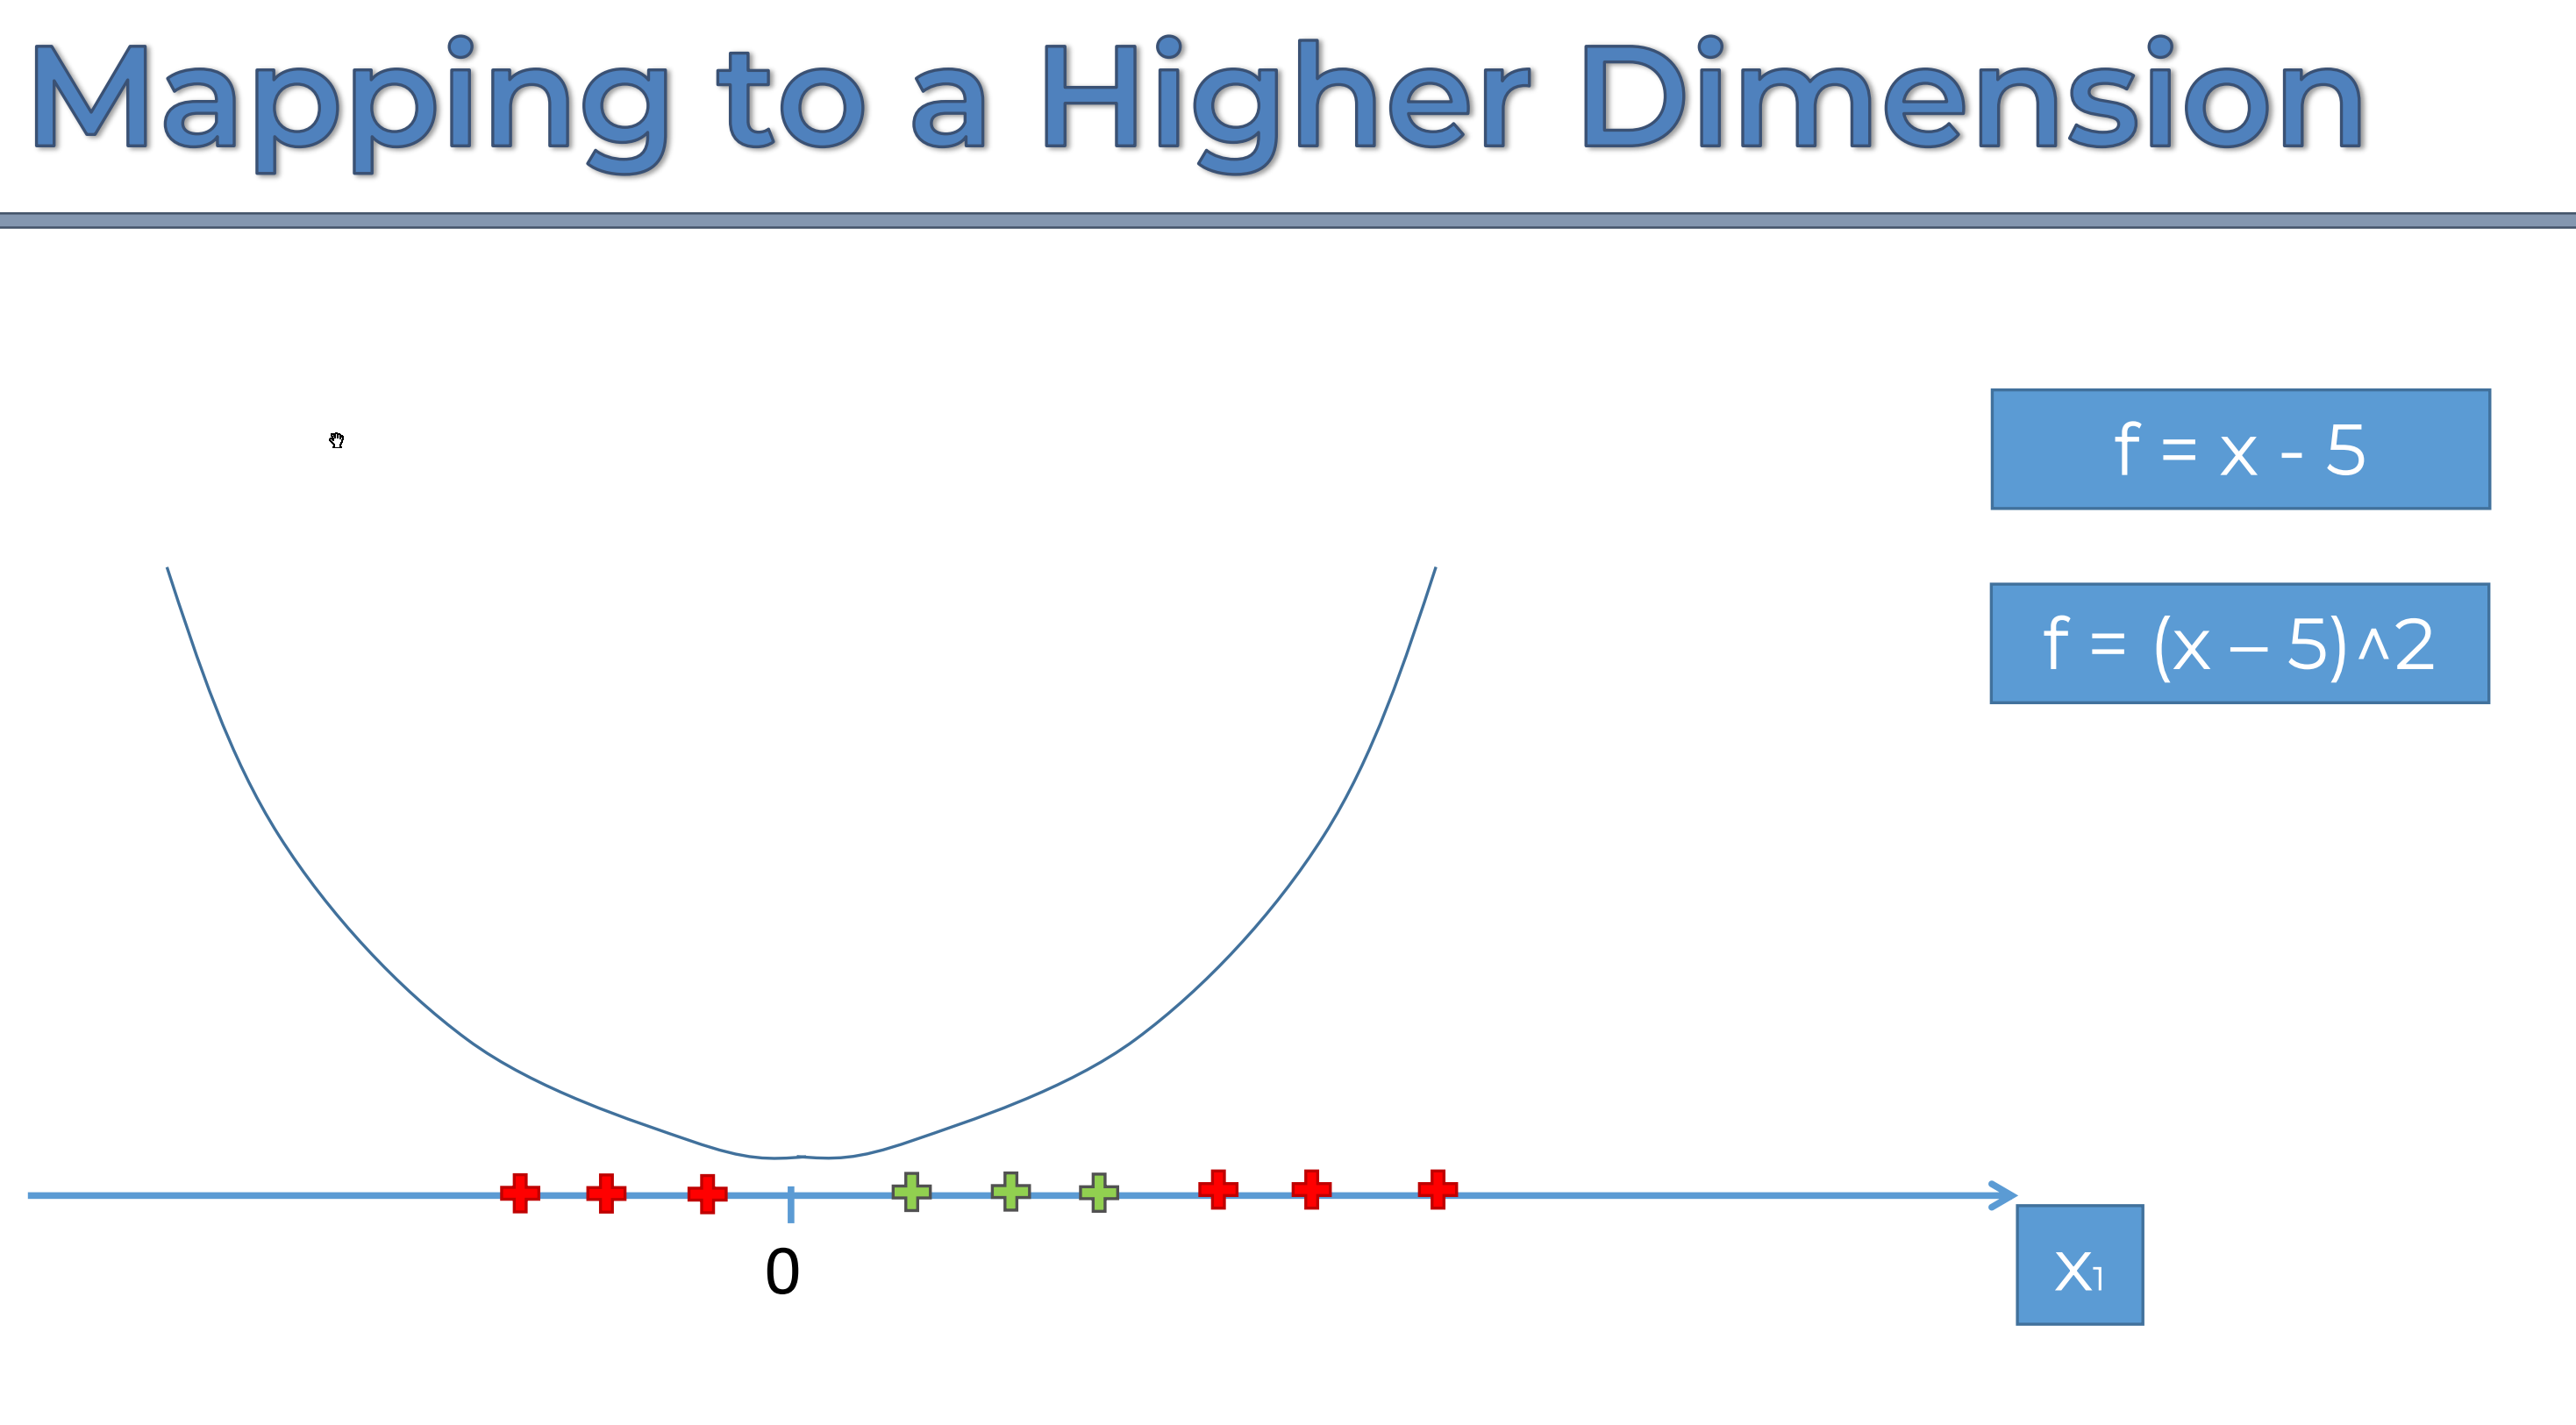 Mapping to a Higher Dimension
f = x - 5
f = (x – 5)^2
0
x₁